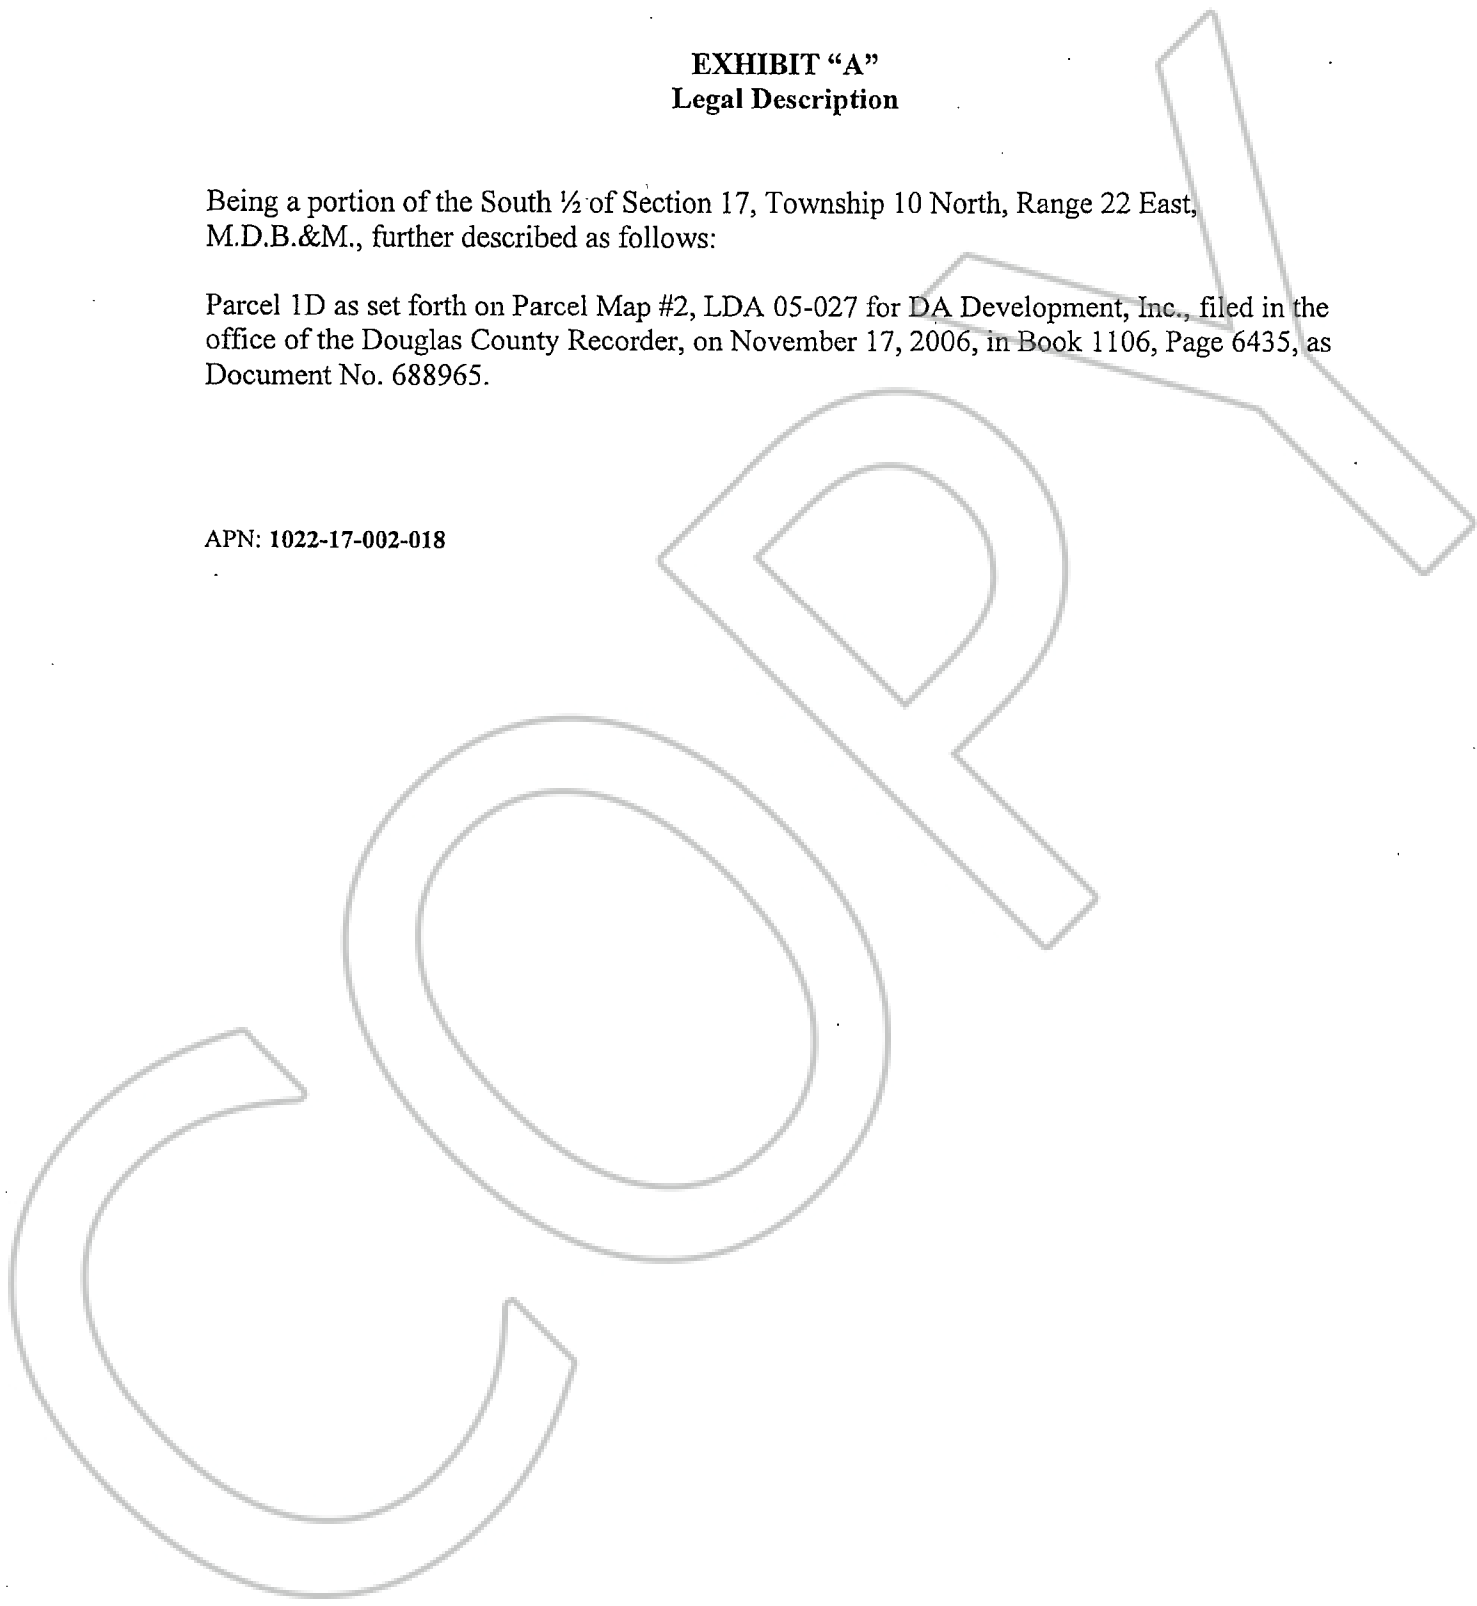 EXHIBIT “A”
Legal Description
Being a portion of the South ½ of Section 17, Township 10 North, Range 22 East,
M.D.B.&M., further described as follows:
Parcel 1D as set forth on Parcel Map #2, LDA 05-027 for DA Development, Inc., filed in the
office of the Douglas County Recorder, on November 17, 2006, in Book 1106, Page 6435, as
Document No. 688965.
APN: 1022-17-002-018
COPY